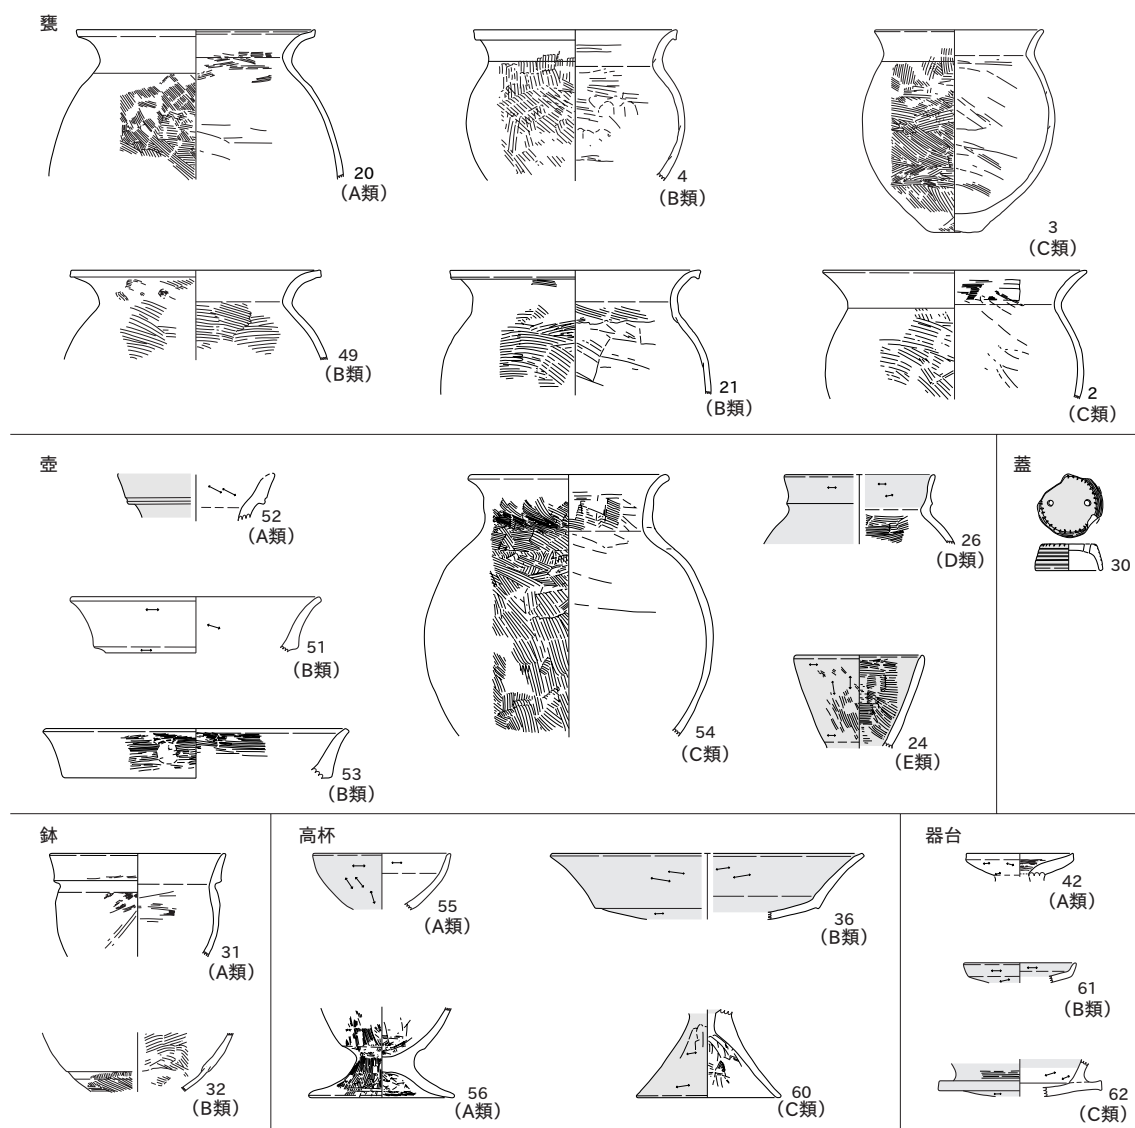 甕
20
（A類）
4
（B類）
3
（C類）
49
（B類）
21
（B類）
2
（C類）
壺
52
（A類）
51
（B類）
53
（B類）
54
（C類）
26
（D類）
24
（E類）
蓋
30
鉢
31
（A類）
32
（B類）
高杯
55
（A類）
36
（B類）
56
（A類）
60
（C類）
器台
42
（A類）
61
（B類）
62
（C類）